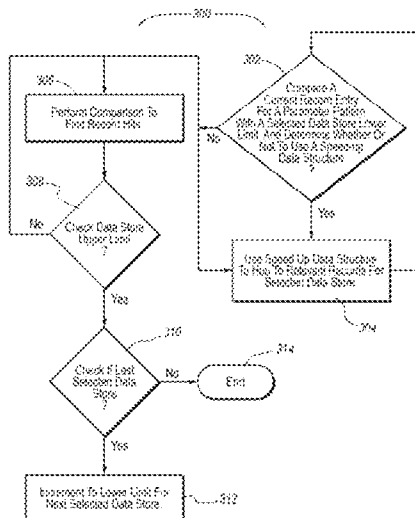 300
302
Compare A
Current Record Entry
For A Parameter Pattern
With A Selected Data Store Lower
Limit And Determine Whether Or
Not To Use A Speed-up
Data Structure
?
No
Yes
Use Speed Up Data Structure
To Hop To Relevant Records For
Selected Data Store
304
306
Perform Comparison To
Find Record Hits
308
Check Data Store
Upper Limit
?
No
Yes
310
Check If Last
Selected Data
Store
?
No
314
End
Yes
Increment To Lower Limit For
Next Selected Data Store
312